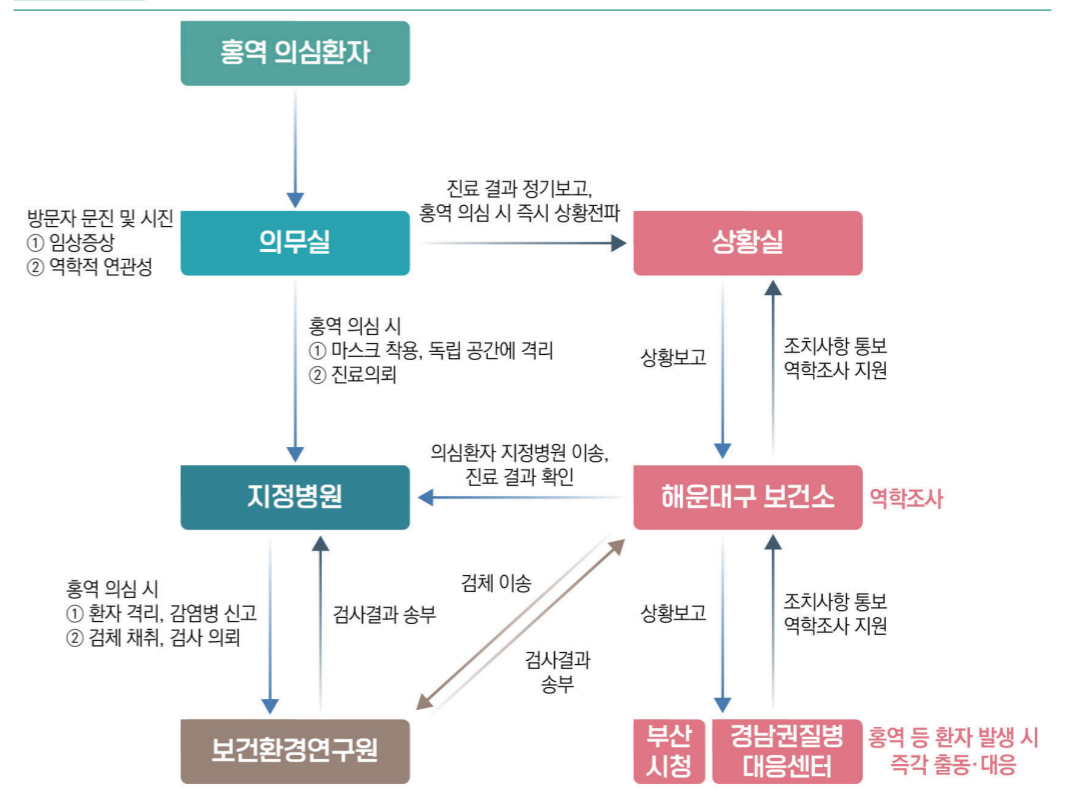 홍역 의심환자
진료 결과 정기보고,
홍역 의심 시 즉시 상황전파
방문자 문진 및 시진
① 임상증상
② 역학적 연관성
의무실
상황실
홍역 의심 시
① 마스크 착용, 독립 공간에 격리
② 진료의뢰
상황보고
조치사항 통보
역학조사 지원
의심환자 지정병원 이송,
진료 결과 확인
지정병원
해운대구 보건소
역학조사
홍역 의심 시
① 환자 격리, 감염병 신고
② 검체 채취, 검사 의뢰
검사결과 송부
검체 이송
검사결과
송부
상황보고
조치사항 통보
역학조사 지원
보건환경연구원
부산
시청
경남권질병
대응센터
홍역 등 환자 발생 시
즉각 출동·대응